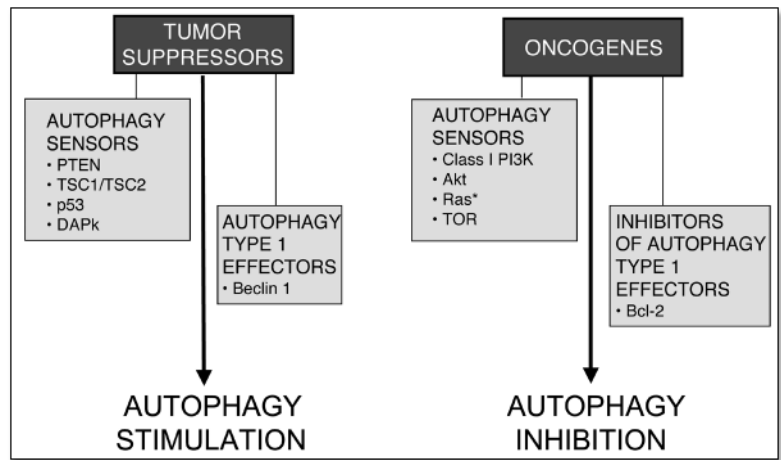 TUMOR
SUPPRESSORS
AUTOPHAGY
SENSORS
• PTEN
• TSC1/TSC2
• p53
• DAPk
AUTOPHAGY
TYPE 1
EFFECTORS
• Beclin 1
AUTOPHAGY
STIMULATION
ONCOGENES
AUTOPHAGY
SENSORS
• Class I PI3K
• Akt
• Ras*
• TOR
INHIBITORS
OF AUTOPHAGY
TYPE 1
EFFECTORS
• Bcl-2
AUTOPHAGY
INHIBITION